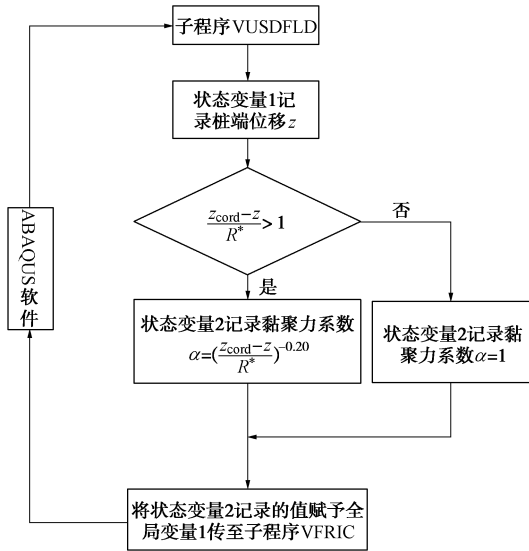 子程序VUSDFLD
状态变量1记
录桩端位移z
(z_cord−z)/R* > 1
否
是
状态变量2记录黏聚力系数
α=((z_cord−z)/R*)^−0.20
状态变量2记录黏
聚力系数α=1
将状态变量2记录的值赋予全
局变量1传至子程序VFRIC
ABAQUS软件